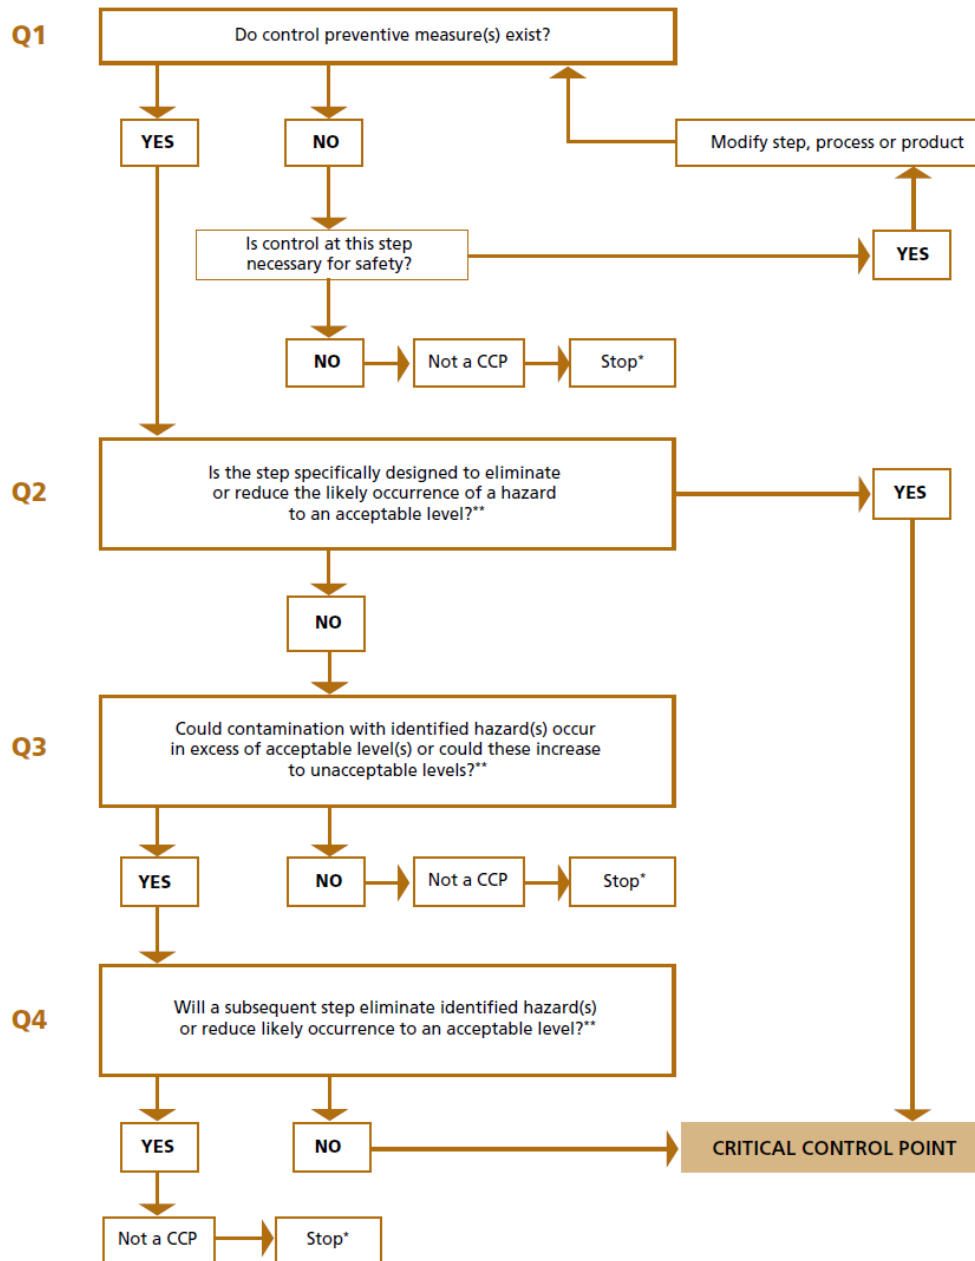 Q1
Do control preventive measure(s) exist?
YES
NO
Modify step, process or product
Is control at this step
necessary for safety?
YES
NO
Not a CCP
Stop*
Q2
Is the step specifically designed to eliminate
or reduce the likely occurrence of a hazard
to an acceptable level?**
YES
NO
Q3
Could contamination with identified hazard(s) occur
in excess of acceptable level(s) or could these increase
to unacceptable levels?**
YES
NO
Not a CCP
Stop*
Q4
Will a subsequent step eliminate identified hazard(s)
or reduce likely occurrence to an acceptable level?**
YES
NO
CRITICAL CONTROL POINT
Not a CCP
Stop*